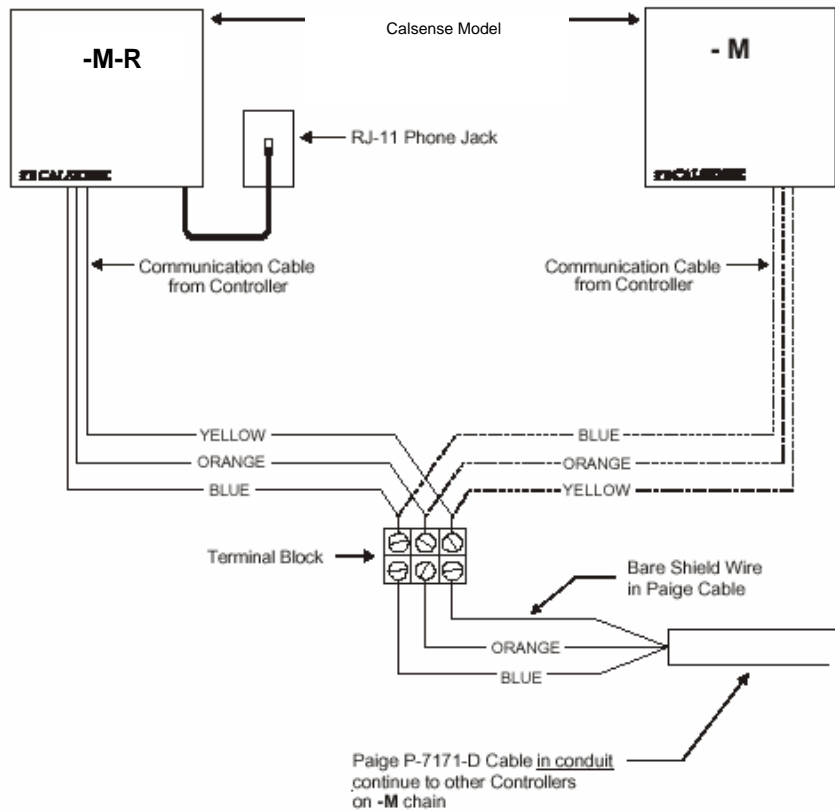 Calsense Model
-M-R
- M
RJ-11 Phone Jack
CALSENSE
CALSENSE
Communication Cable
from Controller
Communication Cable
from Controller
YELLOW
BLUE
ORANGE
ORANGE
BLUE
YELLOW
Terminal Block
Bare Shield Wire
in Paige Cable
ORANGE
BLUE
Paige P-7171-D Cable in conduit
continue to other Controllers
on -M chain